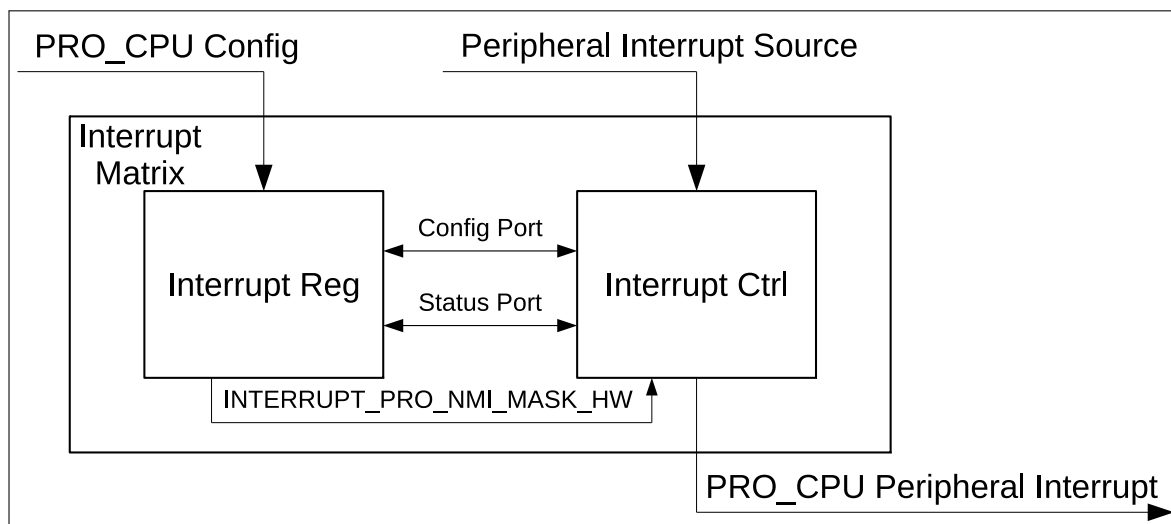 PRO_CPU Config
Peripheral Interrupt Source
Interrupt
Matrix
Config Port
Interrupt Reg
Interrupt Ctrl
Status Port
INTERRUPT_PRO_NMI_MASK_HW
PRO_CPU Peripheral Interrupt